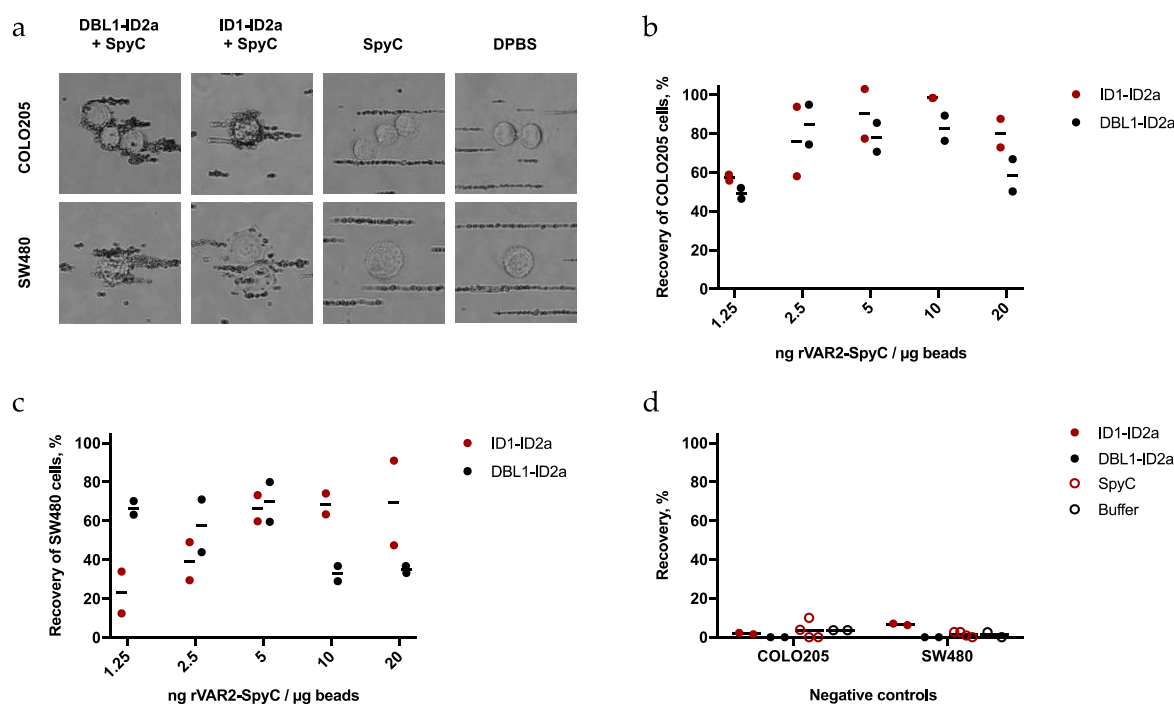 a
DBL1-ID2a
+ SpyC
ID1-ID2a
+ SpyC
SpyC
DPBS
COLO205
SW480
b
Recovery of COLO205 cells, %
100
80
60
40
20
0
1.25
2.5
5
10
20
ng rVAR2-SpyC / µg beads
ID1-ID2a
DBL1-ID2a
c
Recovery of SW480 cells, %
100
80
60
40
20
0
1.25
2.5
5
10
20
ng rVAR2-SpyC / µg beads
ID1-ID2a
DBL1-ID2a
d
Recovery, %
100
80
60
40
20
0
COLO205
SW480
Negative controls
ID1-ID2a
DBL1-ID2a
SpyC
Buffer